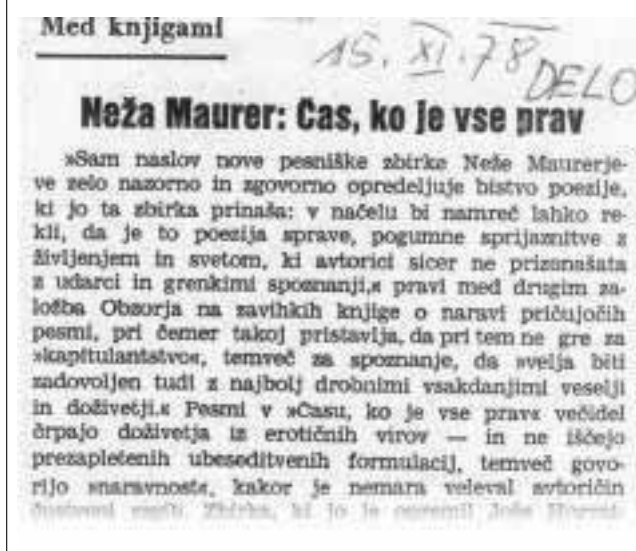 Med knjigami
15. XI. 78 DELO
Neža Maurer: Čas, ko je vse prav
»Sam naslov nove pesniške zbirke Neže Maurerje-
ve zelo nazorno in zgovorno opredeljuje bistvo poezije,
ki jo ta zbirka prinaša: v načelu bi namreč lahko re-
kli, da je to poezija sprave, pogumne sprijaznitve z
življenjem in svetom, ki avtorici sicer ne prizanašata
z udarci in grenkimi spoznanji,« pravi med drugim za-
ložba Obzorja na zavihkih knjige o naravi pričujočih
pesmi, pri čemer takoj pristavlja, da pri tem ne gre za
»kapitulantstvo«, temveč za spoznanje, da »velja biti
zadovoljen tudi z najbolj drobnimi vsakdanjimi veselji
in doživetji.« Pesmi v »Času, ko je vse prav« večidel
črpajo doživetja iz erotičnih virov — in ne iščejo
prezapletenih ubeseditvenih formulacij, temveč govo-
rijo »naravnost«, kakor je nemara veleval avtoričin
Zbirka, ki jo je opremil Jože